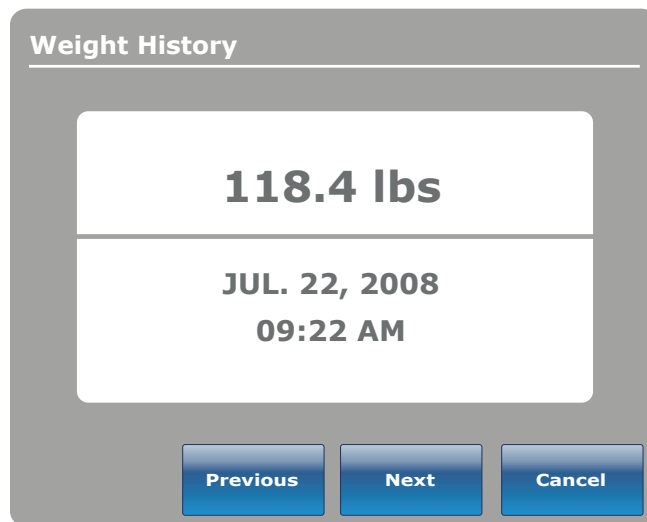 Weight History
118.4 lbs
JUL. 22, 2008
09:22 AM
Previous Next Cancel